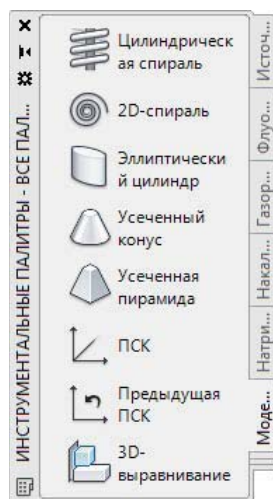 ИНСТРУМЕНТАЛЬНЫЕ ПАЛИТРЫ - ВСЕ ПАЛ...
Цилиндрическ
ая спираль
2D-спираль
Эллиптически
й цилиндр
Усеченный
конус
Усеченная
пирамида
ПСК
Предыдущая
ПСК
3D-
выравнивание
Источ...
Флуо...
Газор...
Накал...
Натри...
Моде...